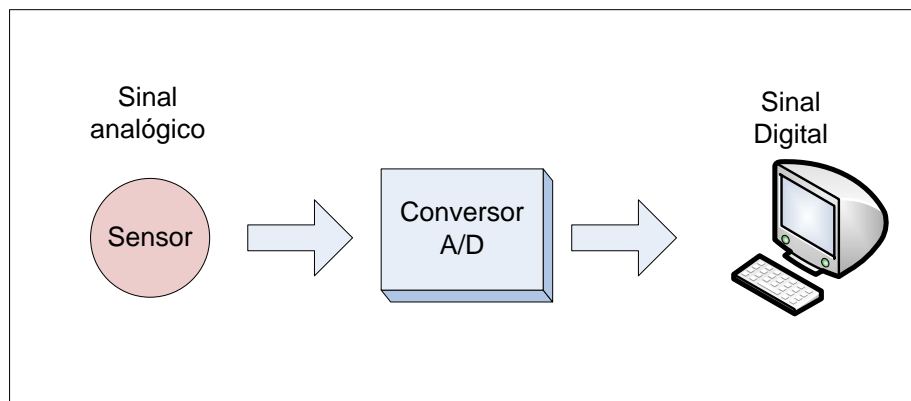 Sinal
analógico
Sensor
Conversor
A/D
Sinal
Digital